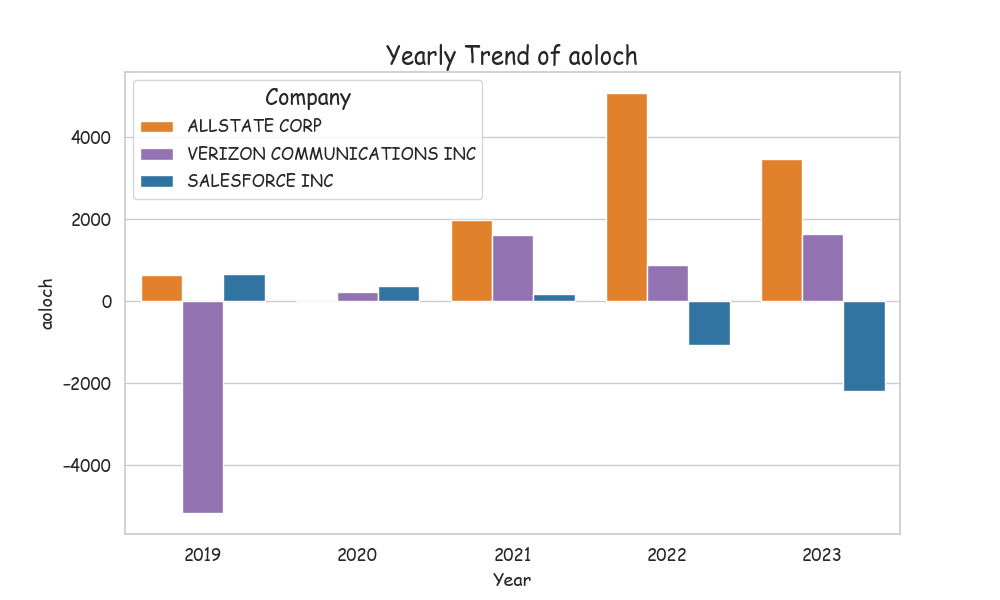 Yearly Trend of aoloch
Company
ALLSTATE CORP
VERIZON COMMUNICATIONS INC
SALESFORCE INC
4000
2000
0
−2000
−4000
aoloch
2019 2020 2021 2022 2023
Year